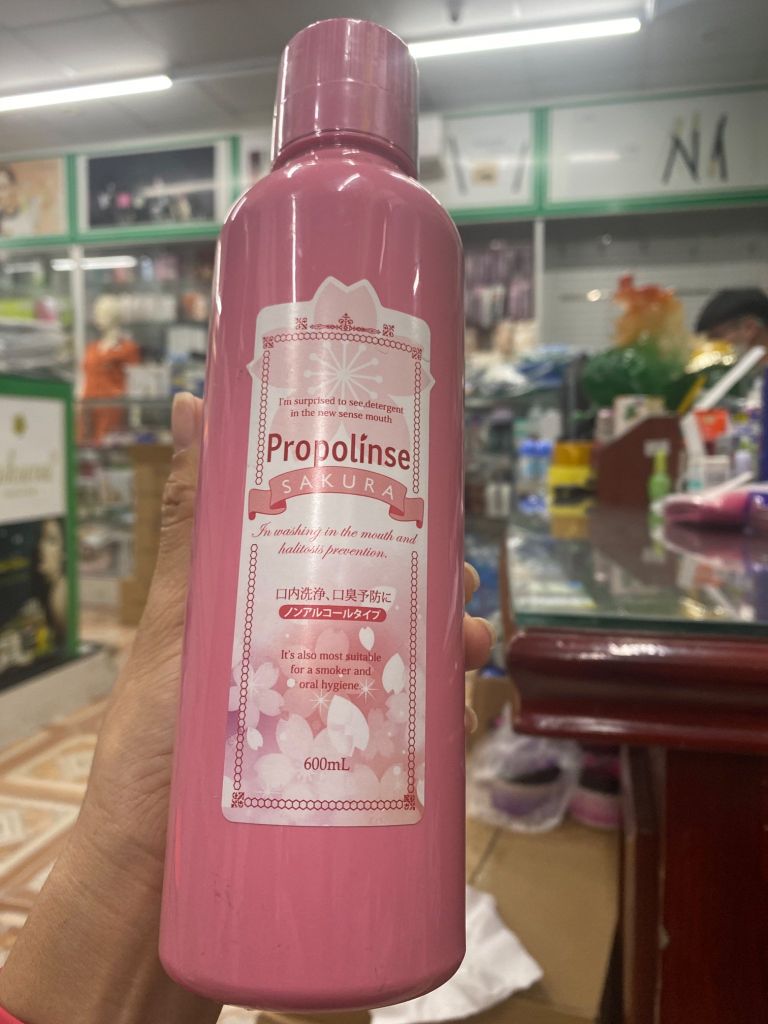 I'm surprised to see,detergent
in the new sense mouth
Propolinse
SAKURA
In washing in the mouth and
halitosis prevention.
口内洗浄、口臭予防に
ノンアルコールタイプ
It's also most suitable
for a smoker and
oral hygiene.
600mL